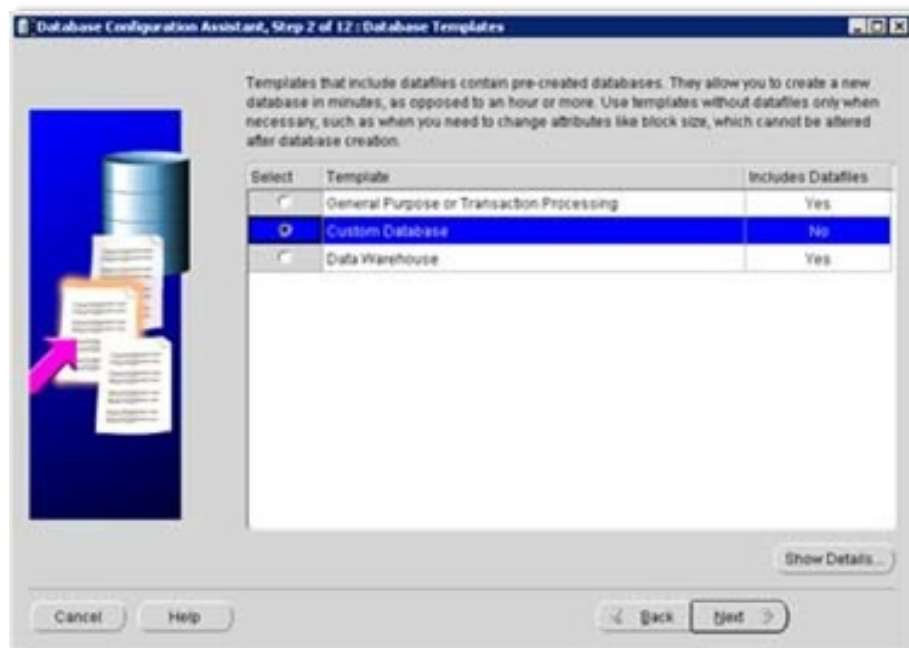 Database Configuration Assistant, Step 2 of 12 : Database Templates
Templates that include datafiles contain pre-created databases. They allow you to create a new
database in minutes, as opposed to an hour or more. Use templates without datafiles only when
necessary, such as when you need to change attributes like block size, which cannot be altered
after database creation.
Select Template Includes Datafiles
General Purpose or Transaction Processing Yes
Custom Database No
Data Warehouse Yes
Show Details...
Cancel Help Back Next